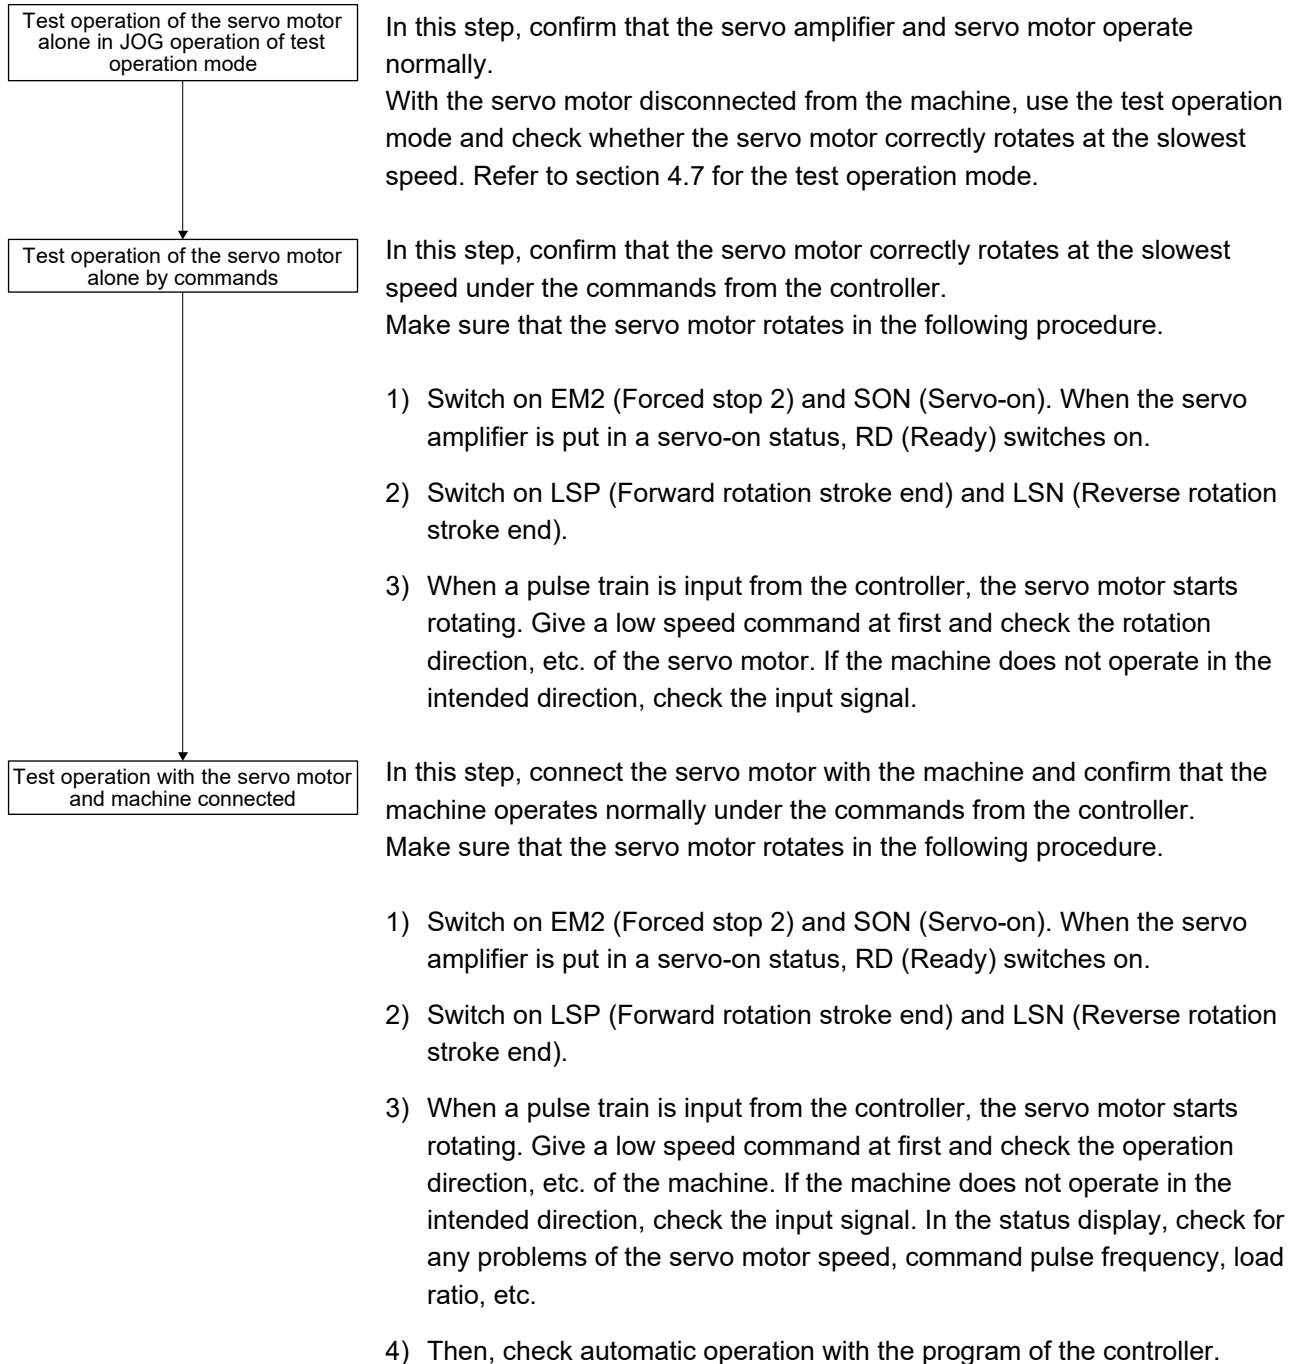 Test operation of the servo motor
alone in JOG operation of test
operation mode
In this step, confirm that the servo amplifier and servo motor operate
normally.
With the servo motor disconnected from the machine, use the test operation
mode and check whether the servo motor correctly rotates at the slowest
speed. Refer to section 4.7 for the test operation mode.
Test operation of the servo motor
alone by commands
In this step, confirm that the servo motor correctly rotates at the slowest
speed under the commands from the controller.
Make sure that the servo motor rotates in the following procedure.
1) Switch on EM2 (Forced stop 2) and SON (Servo-on). When the servo
amplifier is put in a servo-on status, RD (Ready) switches on.
2) Switch on LSP (Forward rotation stroke end) and LSN (Reverse rotation
stroke end).
3) When a pulse train is input from the controller, the servo motor starts
rotating. Give a low speed command at first and check the rotation
direction, etc. of the servo motor. If the machine does not operate in the
intended direction, check the input signal.
Test operation with the servo motor
and machine connected
In this step, connect the servo motor with the machine and confirm that the
machine operates normally under the commands from the controller.
Make sure that the servo motor rotates in the following procedure.
1) Switch on EM2 (Forced stop 2) and SON (Servo-on). When the servo
amplifier is put in a servo-on status, RD (Ready) switches on.
2) Switch on LSP (Forward rotation stroke end) and LSN (Reverse rotation
stroke end).
3) When a pulse train is input from the controller, the servo motor starts
rotating. Give a low speed command at first and check the operation
direction, etc. of the machine. If the machine does not operate in the
intended direction, check the input signal. In the status display, check for
any problems of the servo motor speed, command pulse frequency, load
ratio, etc.
4) Then, check automatic operation with the program of the controller.